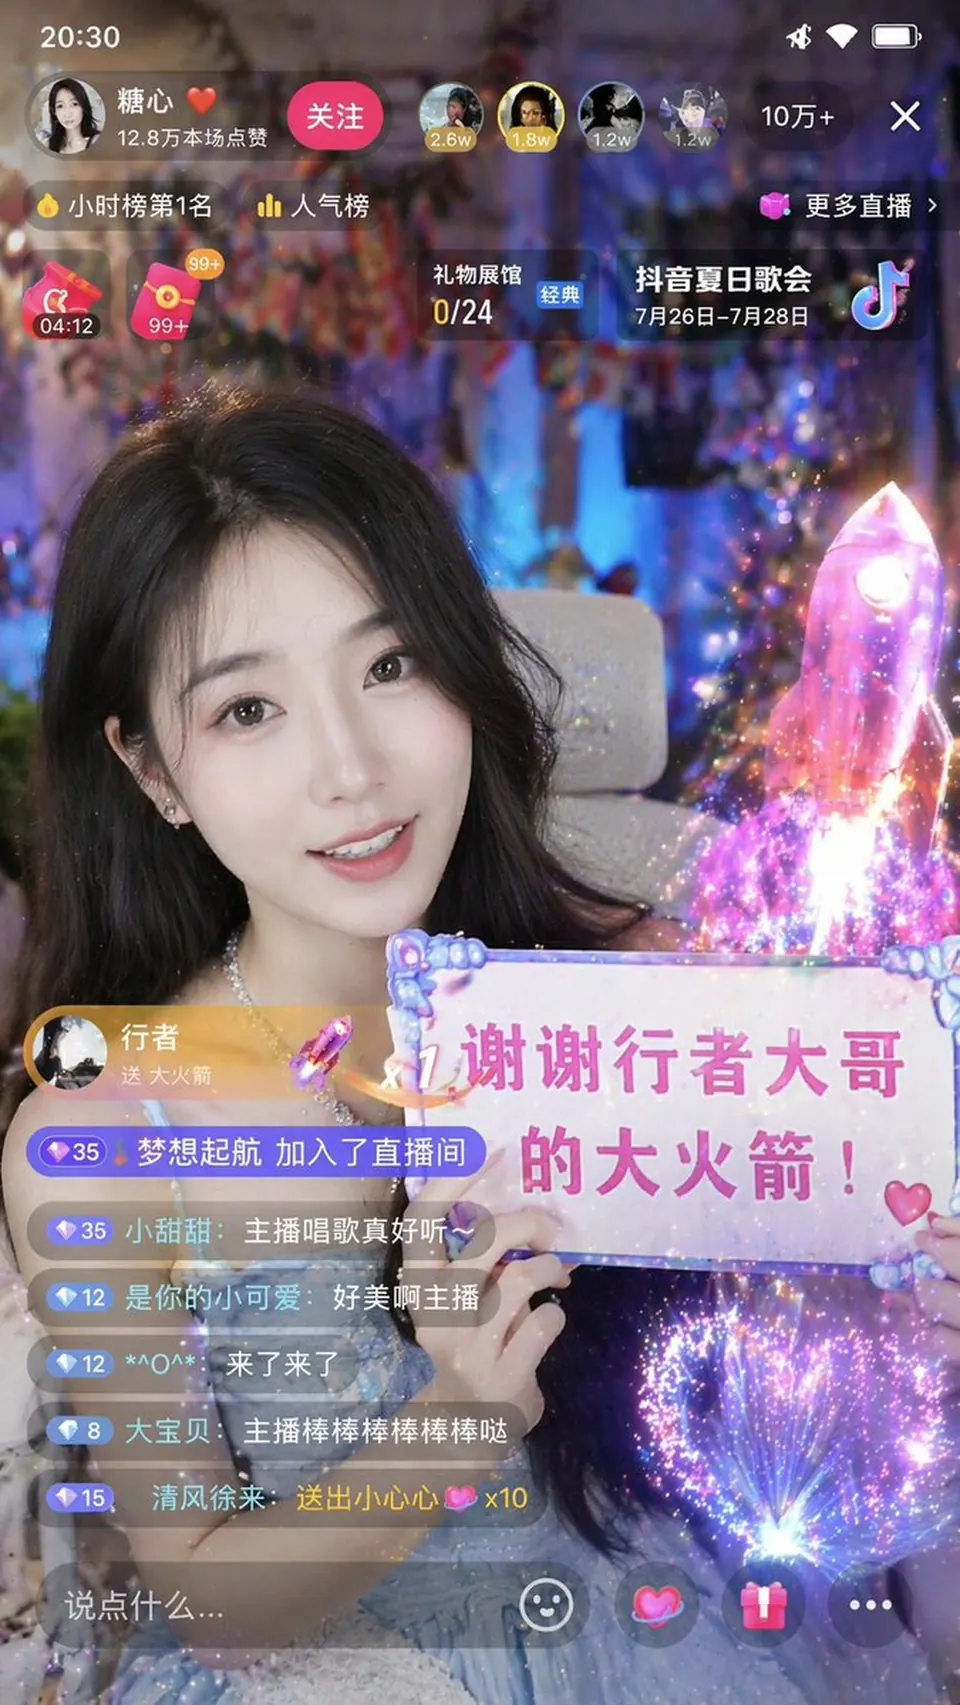 20:30
糖心 ❤️
12.8万本场点赞
关注
2.6w
1.8w
1.2w
1.2w
10万+
小时榜第1名
人气榜
更多直播 >
04:12
99+
99+
礼物展馆
0/24
经典
抖音夏日歌会
7月26日-7月28日
行者
送 大火箭
x1
谢谢行者大哥
的大火箭！
35 梦想起航 加入了直播间
35 小甜甜：主播唱歌真好听~
12 是你的小可爱：好美啊主播
12 *^O^*：来了来了
8 大宝贝：主播棒棒棒棒棒棒哒
15 清风徐来：送出小心心 x10
说点什么...